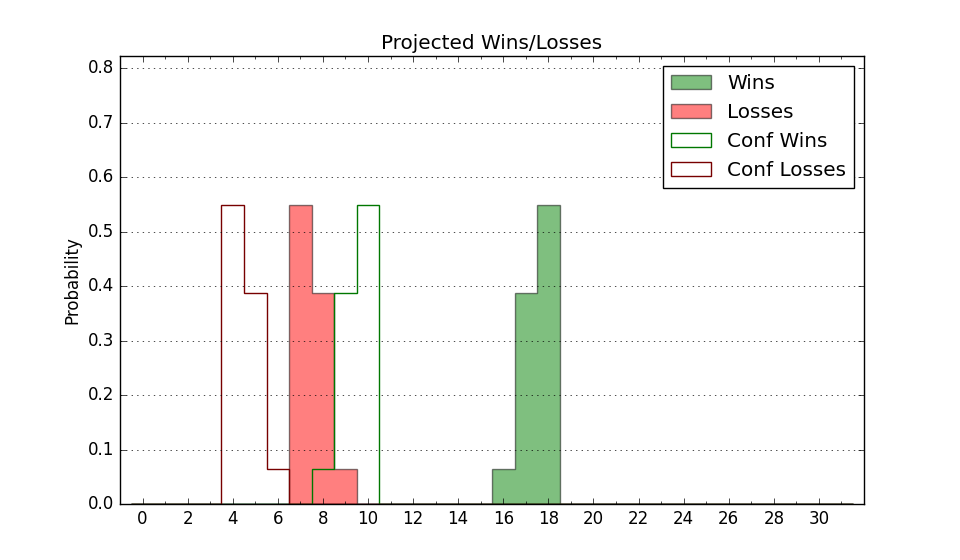 Projected Wins/Losses
0.8
0.7
0.6
0.5
0.4
0.3
0.2
0.1
0.0
Probability
Wins
Losses
Conf Wins
Conf Losses
0 2 4 6 8 10 12 14 16 18 20 22 24 26 28 30